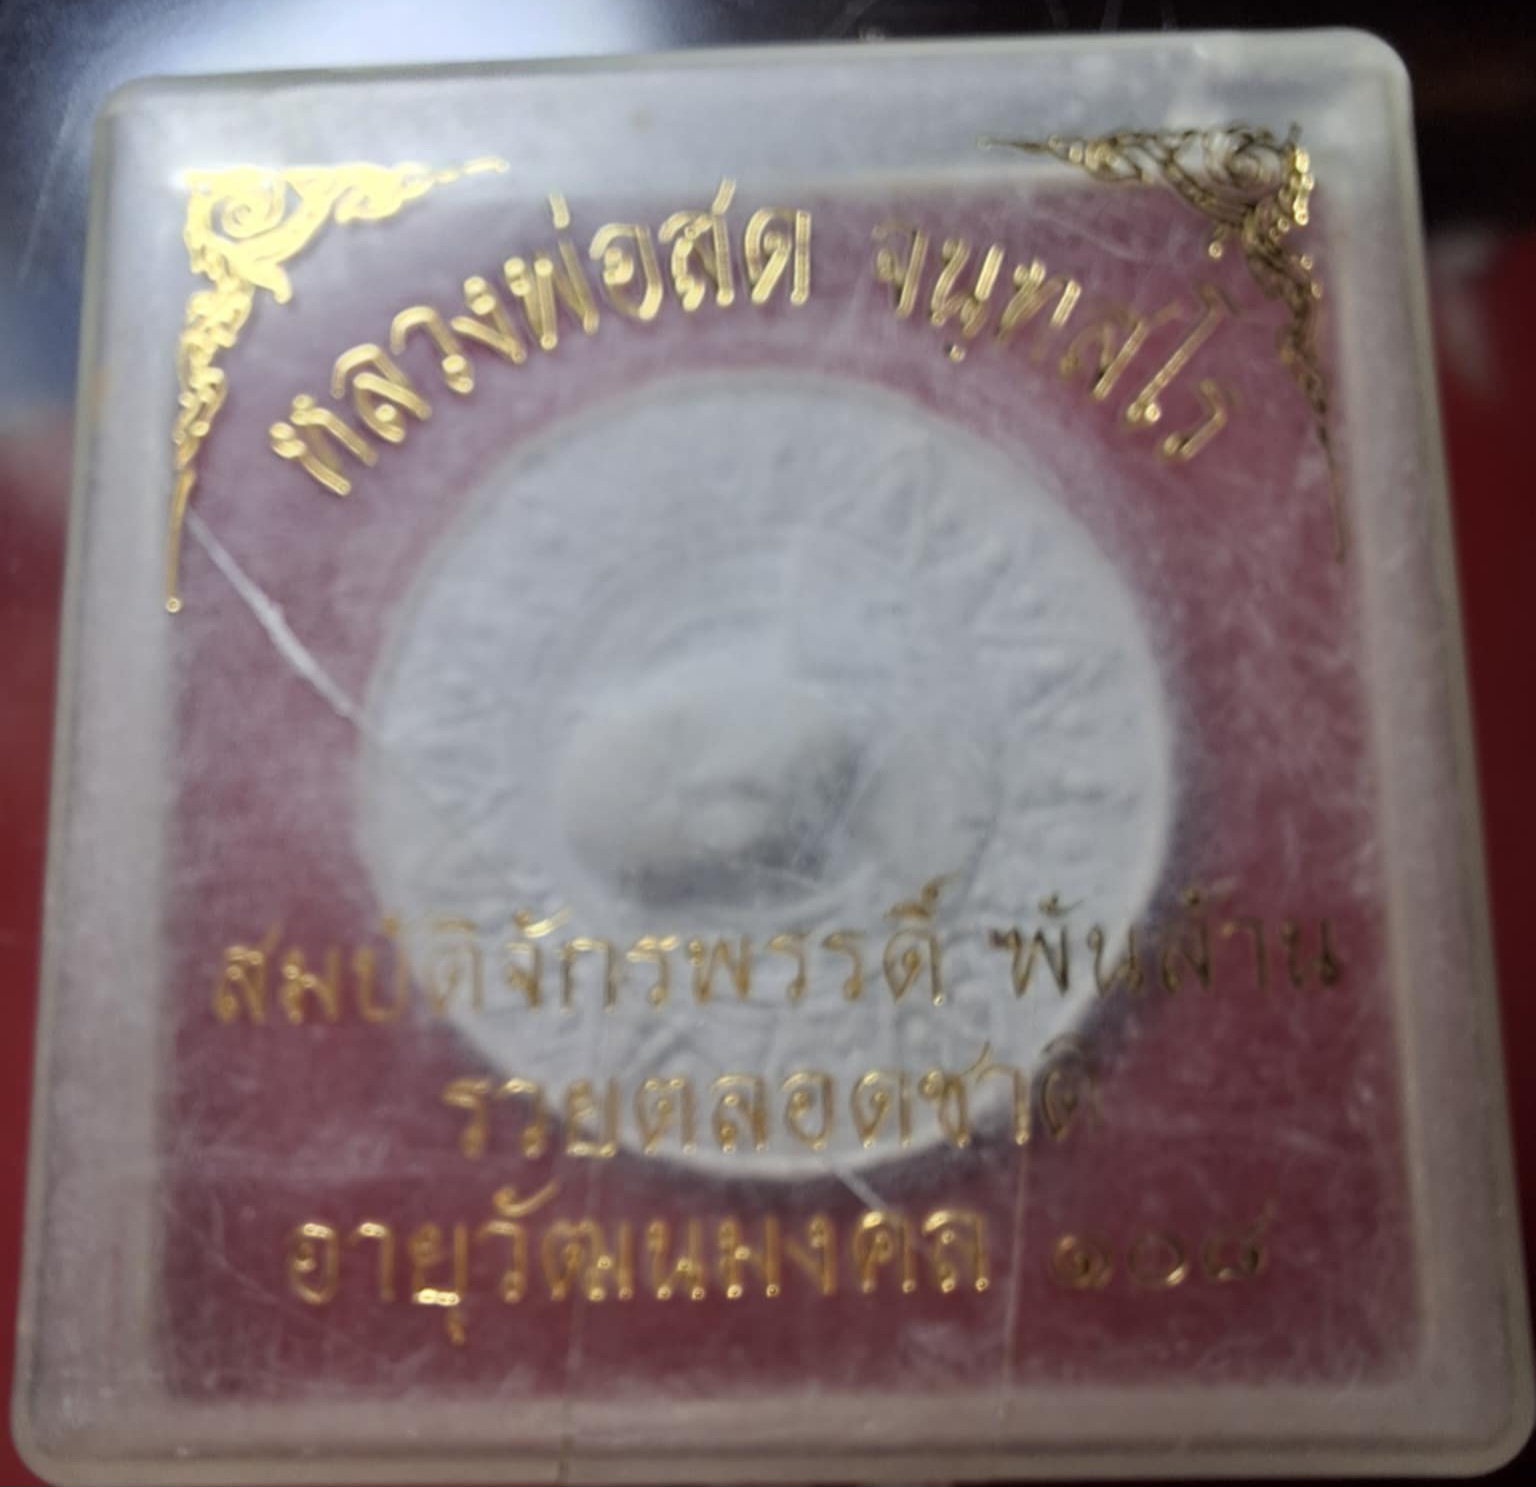 หลวงพ่อสด จนฺทสโร
สมบัติจักรพรรดิ์ พันล้าน
รวยตลอดชาติ
อายุวัฒนมงคล ๑๐๘